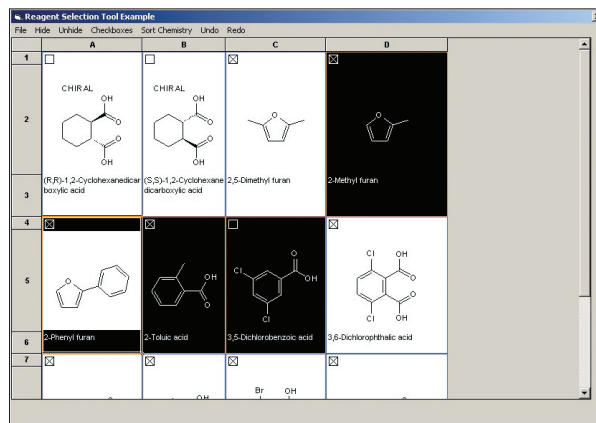 Reagent Selection Tool Example
File Hide Unhide Checkboxes Sort Chemistry Undo Redo
A B C D
1
2
CHIRAL
OH
O
O
OH
CHIRAL
OH
O
O
OH
O
O
(R,R)-1,2-Cyclohexanedicar
boxylic acid
(S,S)-1,2-Cyclohexane
dicarboxylic acid
2,5-Dimethyl furan
2-Methyl furan
3
4
5
O
OH
O
Cl
O
OH
Cl
Cl
OH
O
O
OH
Cl
2-Phenyl furan
2-Toluic acid
3,5-Dichlorobenzoic acid
3,6-Dichlorophthalic acid
6
7
OH
Br OH